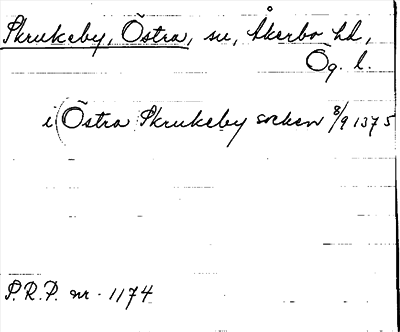 Skrukeby, Östra, sn, Åkerbo hd,
Ög. l.
i (Östra Skrukeby socken 8/9 1375
P.R.P. nr. 1174